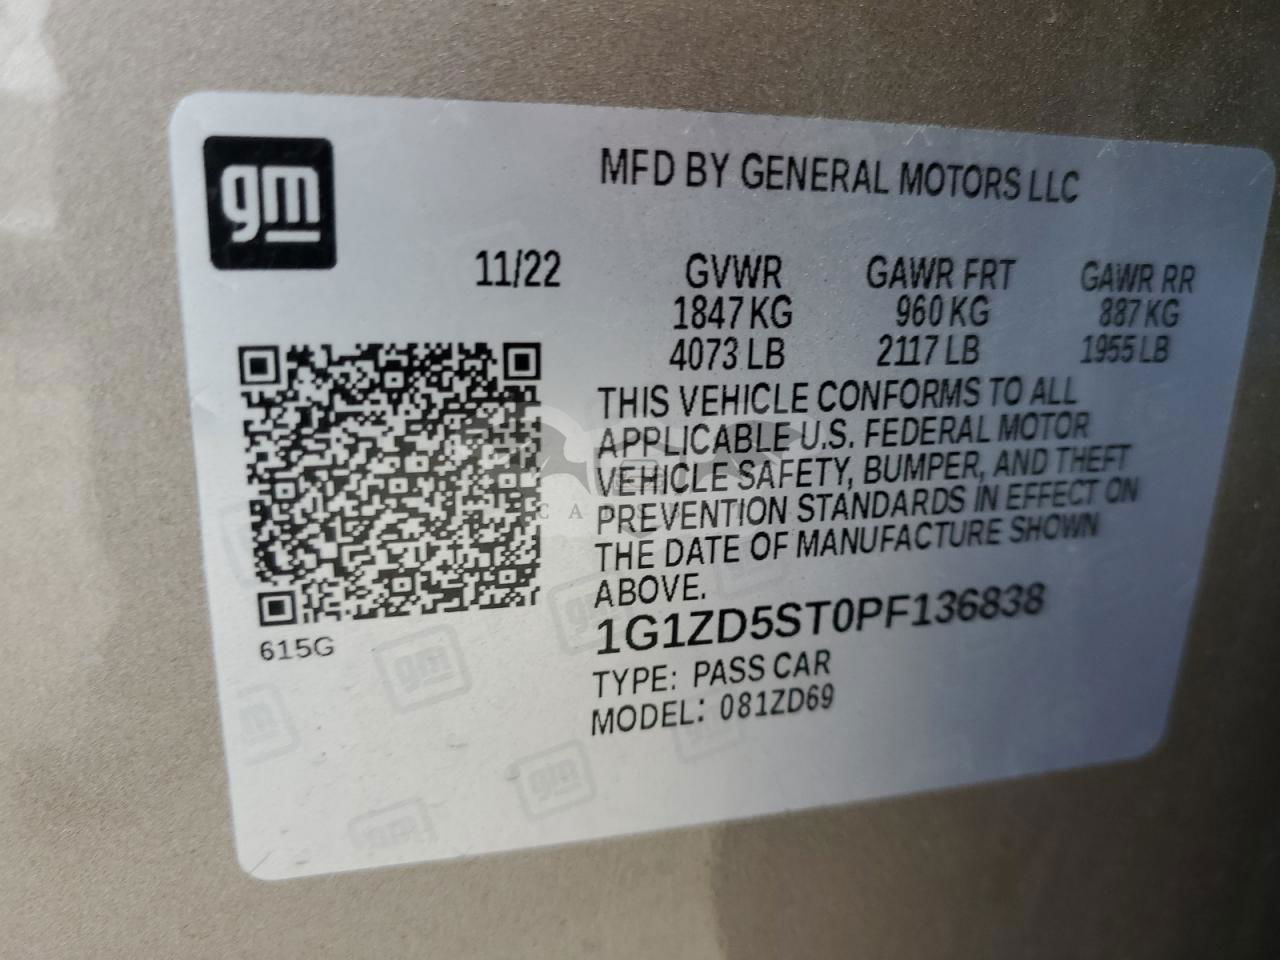 gm
MFD BY GENERAL MOTORS LLC
11/22 GVWR GAWR FRT GAWR RR
1847 KG 960 KG 887 KG
4073 LB 2117 LB 1955 LB
THIS VEHICLE CONFORMS TO ALL
APPLICABLE U.S. FEDERAL MOTOR
VEHICLE SAFETY, BUMPER, AND THEFT
PREVENTION STANDARDS IN EFFECT ON
THE DATE OF MANUFACTURE SHOWN
ABOVE.
1G1ZD5ST0PF136838
615G
TYPE: PASS CAR
MODEL: 081ZD69